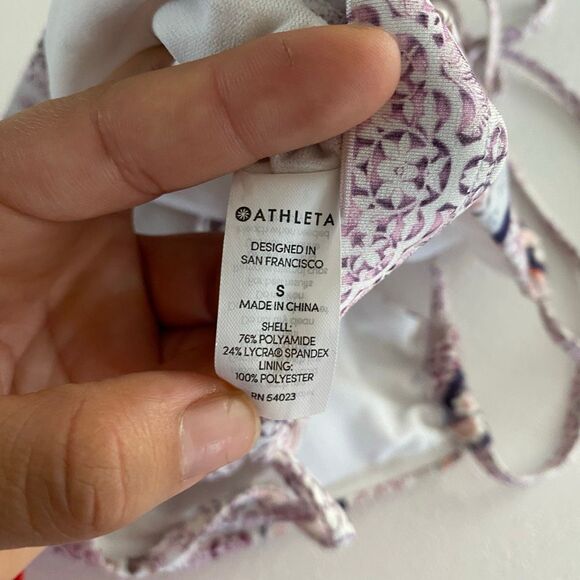 ATHLETA
DESIGNED IN
SAN FRANCISCO
S
MADE IN CHINA
SHELL:
76% POLYAMIDE
24% LYCRA® SPANDEX
LINING:
100% POLYESTER
RN 54023